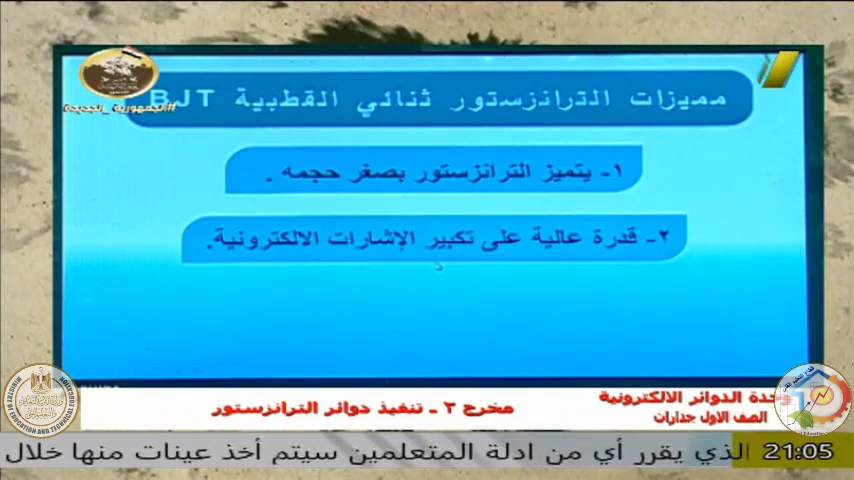 مميزات الترانزستور ثنائي القطبية BJT
#الجمهورية_الجديدة
١- يتميز الترانزستور بصغر حجمه .
٢- قدرة عالية على تكبير الإشارات الالكترونية.
حدة الدوائر الالكترونية
الصف الاول جدارات
مخرج ٣ - تنفيذ دوائر الترانزستور
21:05
الذي يقرر أي من ادلة المتعلمين سيتم أخذ عينات منها خلال